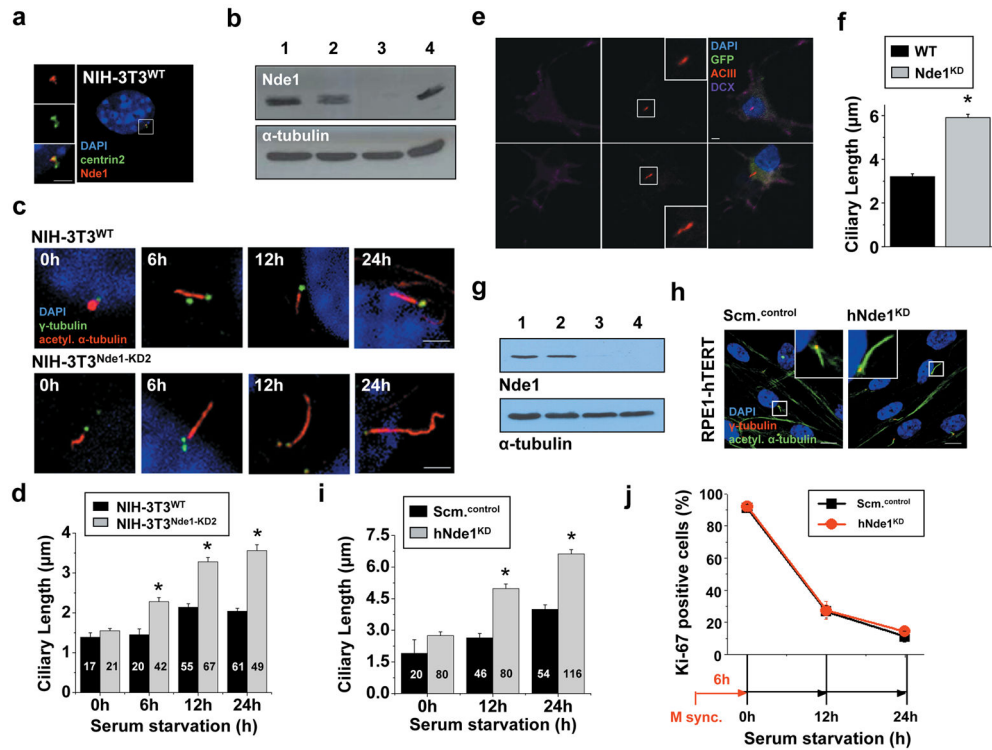 a
NIH-3T3WT
DAPI
centrin2
Nde1
b
1 2 3 4
Nde1
α-tubulin
c
NIH-3T3WT
0h 6h 12h 24h
DAPI
γ-tubulin
acetyl. α-tubulin
NIH-3T3Nde1-KD2
0h 6h 12h 24h
d
NIH-3T3WT
NIH-3T3Nde1-KD2
Ciliary Length (μm)
4
3
2
1
0
* * *
17 21 20 42 55 67 61 49
0h 6h 12h 24h
Serum starvation (h)
e
DAPI
GFP
ACIII
DCX
f
WT
Nde1KD
Ciliary Length (μm)
6
4
2
0
*
g
1 2 3 4
Nde1
α-tubulin
h
Scm.control hNde1KD
RPE1-hTERT
DAPI
γ-tubulin
acetyl. α-tubulin
i
Scm.control
hNde1KD
Ciliary Length (μm)
7.5
6.0
4.5
3.0
1.5
0.0
* *
20 80 46 80 54 116
0h 12h 24h
Serum starvation (h)
j
Scm.control
hNde1KD
Ki-67 positive cells (%)
100
80
60
40
20
0
6h
M sync.
0h 12h 24h
Serum starvation (h)